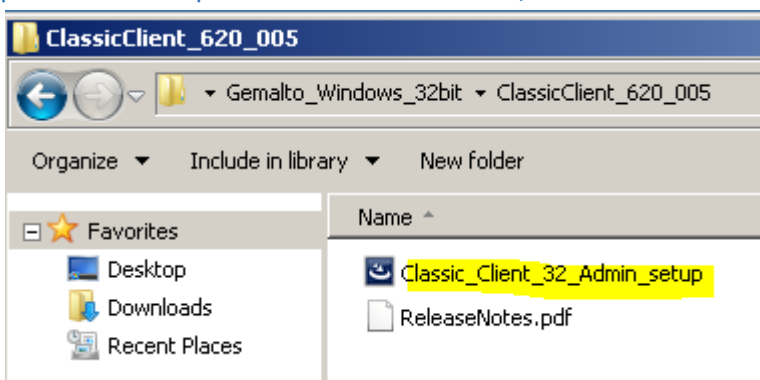 ClassicClient_620_005
Gemalto_Windows_32bit ClassicClient_620_005
Organize Include in library New folder
Name
Favorites
Desktop
Downloads
Recent Places
Classic_Client_32_Admin_setup
ReleaseNotes.pdf